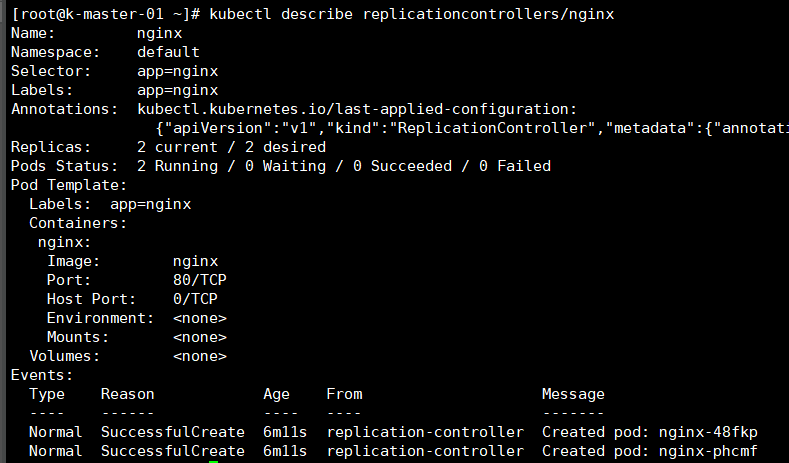 [root@k-master-01 ~]# kubectl describe replicationcontrollers/nginx
Name:         nginx
Namespace:    default
Selector:     app=nginx
Labels:       app=nginx
Annotations:  kubectl.kubernetes.io/last-applied-configuration:
                {"apiVersion":"v1","kind":"ReplicationController","metadata":{"annotati
Replicas:     2 current / 2 desired
Pods Status:  2 Running / 0 Waiting / 0 Succeeded / 0 Failed
Pod Template:
  Labels:  app=nginx
  Containers:
   nginx:
    Image:        nginx
    Port:         80/TCP
    Host Port:    0/TCP
    Environment:  <none>
    Mounts:       <none>
  Volumes:        <none>
Events:
  Type    Reason            Age    From                    Message
  ----    ------            ----   ----                    -------
  Normal  SuccessfulCreate  6m11s  replication-controller  Created pod: nginx-48fkp
  Normal  SuccessfulCreate  6m11s  replication-controller  Created pod: nginx-phcmf